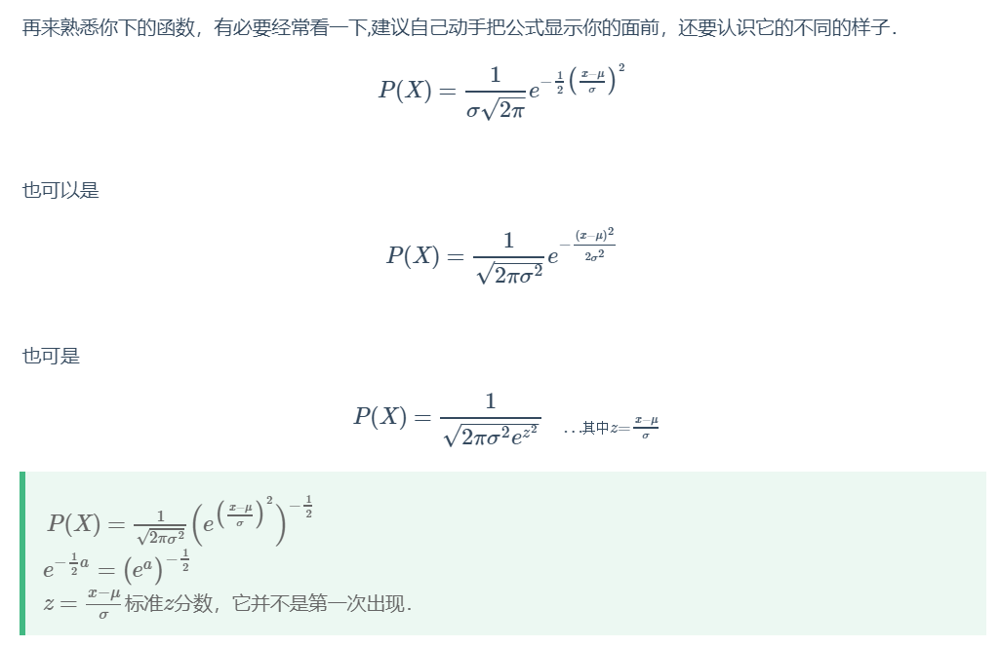 再来熟悉你下的函数，有必要经常看一下,建议自己动手把公式显示你的面前，还要认识它的不同的样子.
$P(X) = \frac{1}{\sigma\sqrt{2\pi}} e^{-\frac{1}{2}\left(\frac{x-\mu}{\sigma}\right)^2}$
也可以是
$P(X) = \frac{1}{\sqrt{2\pi\sigma^2}} e^{-\frac{(x-\mu)^2}{2\sigma^2}}$
也可是
$P(X) = \frac{1}{\sqrt{2\pi\sigma^2 e^{z^2}}}$ …其中$z=\frac{x-\mu}{\sigma}$
$P(X) = \frac{1}{\sqrt{2\pi\sigma^2}} \left(e^{\left(\frac{x-\mu}{\sigma}\right)^2}\right)^{-\frac{1}{2}}$
$e^{-\frac{1}{2}a} = (e^a)^{-\frac{1}{2}}$
$z = \frac{x-\mu}{\sigma}$标准$z$分数，它并不是第一次出现.